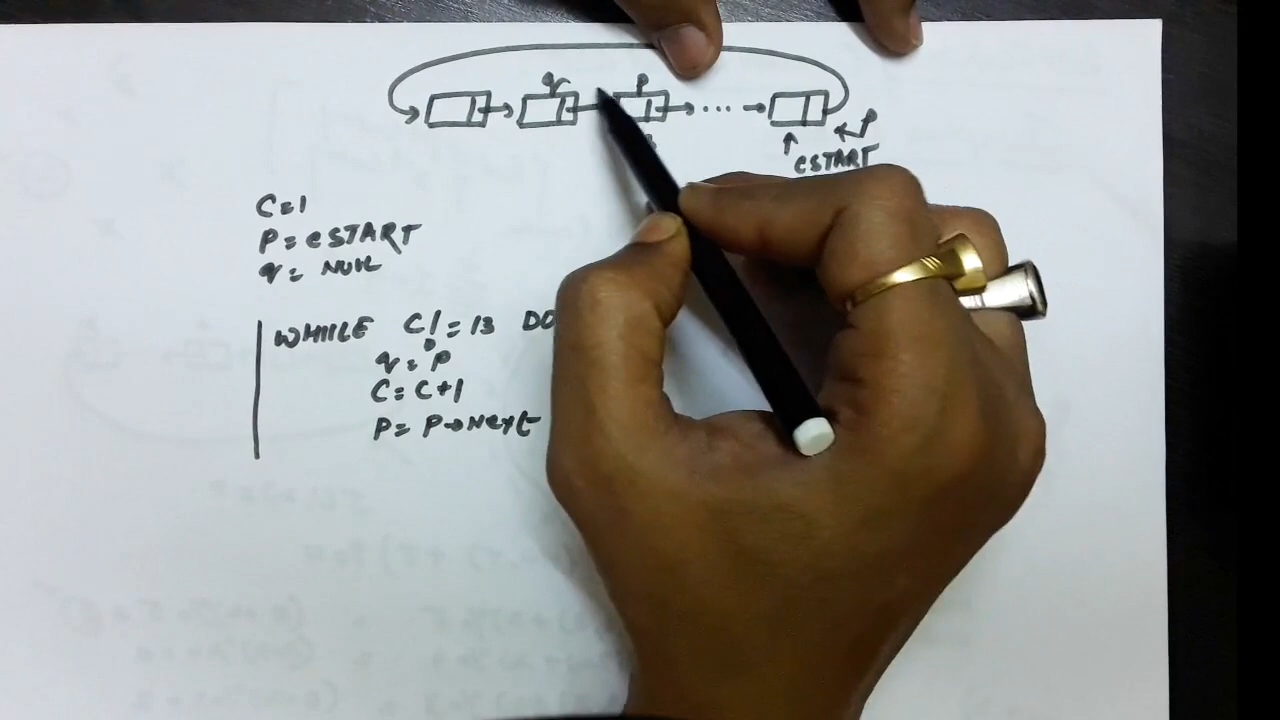 q p
...
p
CSTART
C=1
P = CSTART
q = NULL
WHILE C!=13 DO
q = P
C = C+1
P = P→Next